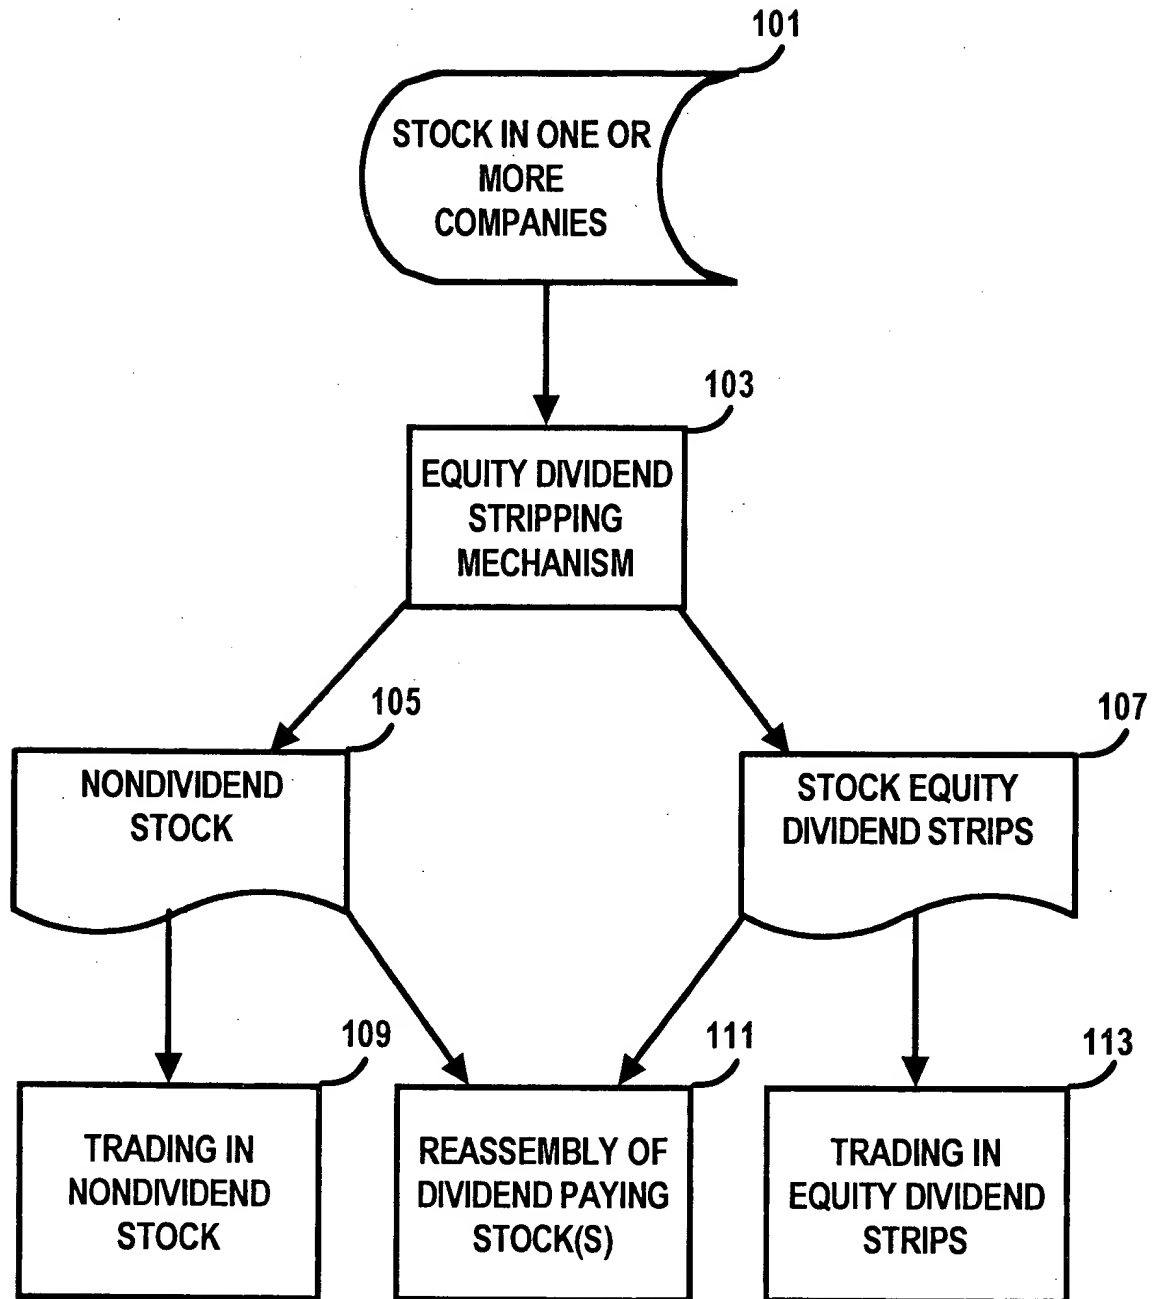 101
STOCK IN ONE OR
MORE
COMPANIES
103
EQUITY DIVIDEND
STRIPPING
MECHANISM
105
NONDIVIDEND
STOCK
107
STOCK EQUITY
DIVIDEND STRIPS
109
TRADING IN
NONDIVIDEND
STOCK
111
REASSEMBLY OF
DIVIDEND PAYING
STOCK(S)
113
TRADING IN
EQUITY DIVIDEND
STRIPS